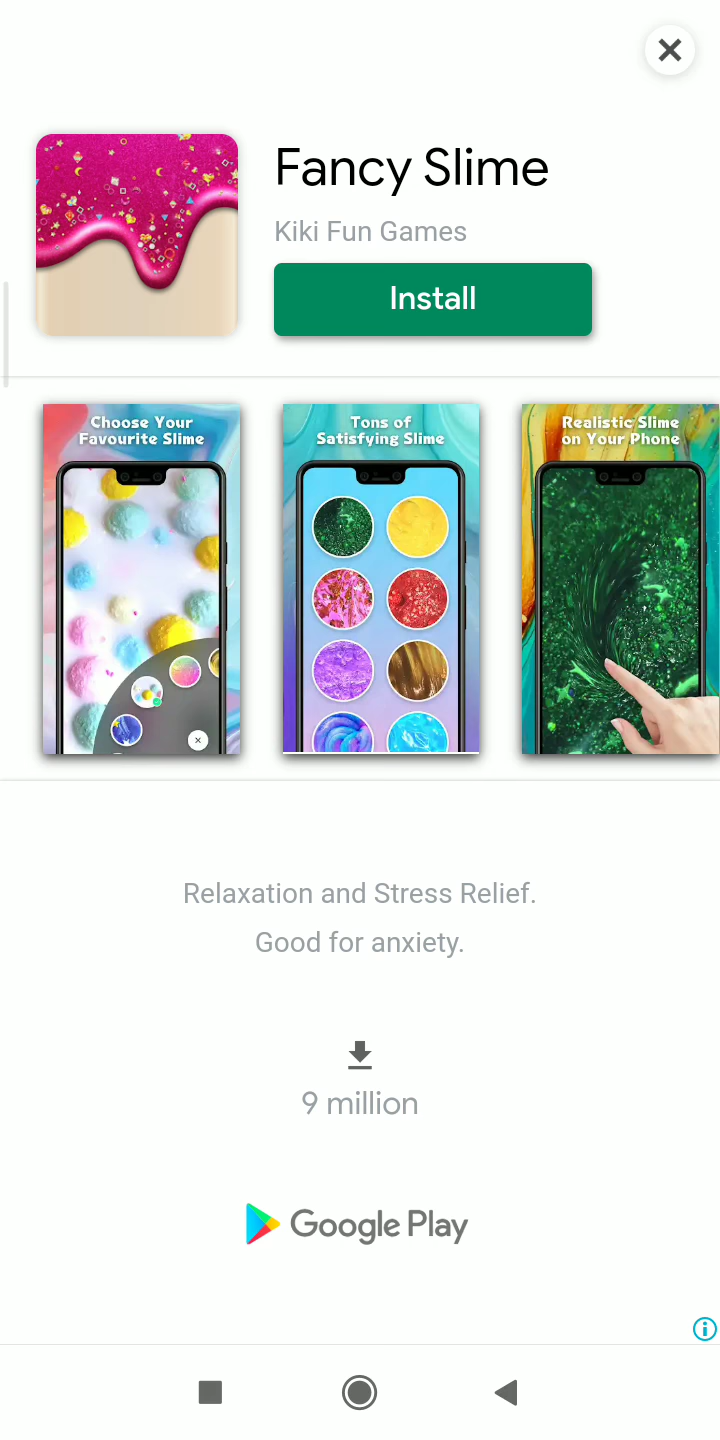 Fancy Slime
Kiki Fun Games
Install
Choose Your
Favourite Slime
Tons of
Satisfying Slime
Realistic Slime
on Your Phone
Relaxation and Stress Relief.
Good for anxiety.
9 million
Google Play